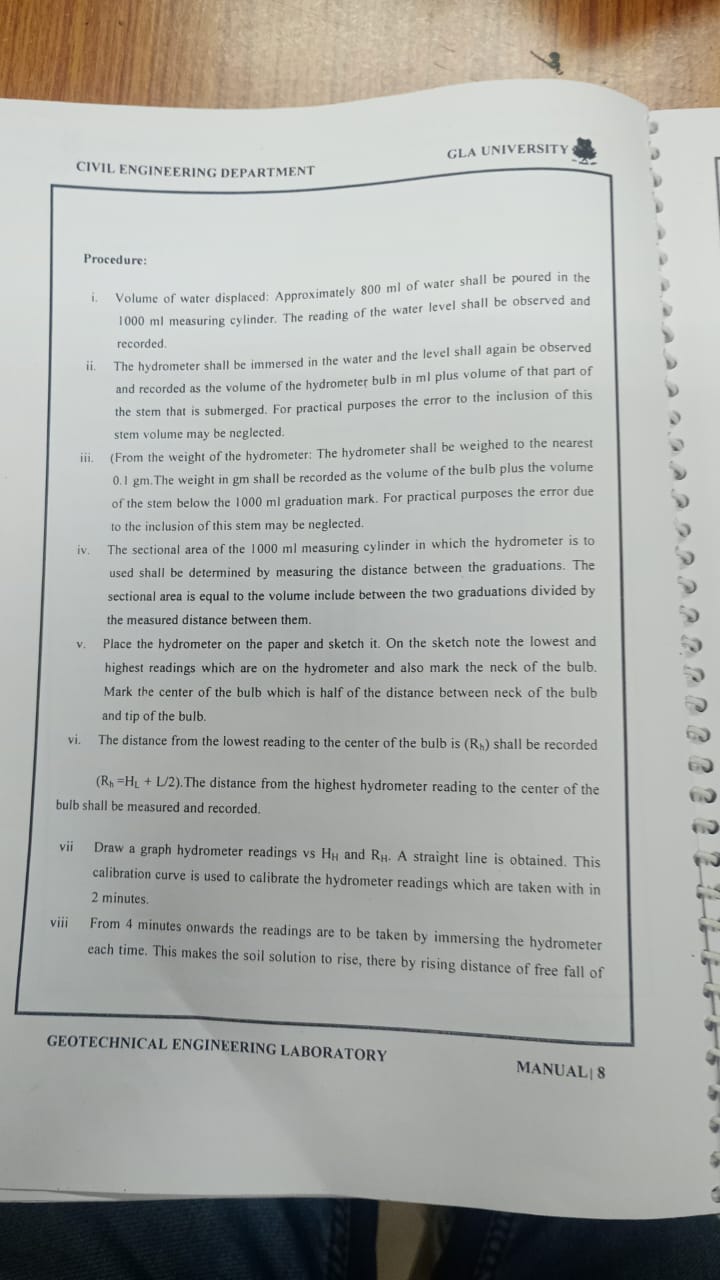 CIVIL ENGINEERING DEPARTMENT
GLA UNIVERSITY
Procedure:
i. Volume of water displaced: Approximately 800 ml of water shall be poured in the
1000 ml measuring cylinder. The reading of the water level shall be observed and
recorded.
ii. The hydrometer shall be immersed in the water and the level shall again be observed
and recorded as the volume of the hydrometer bulb in ml plus volume of that part of
the stem that is submerged. For practical purposes the error to the inclusion of this
stem volume may be neglected.
iii. (From the weight of the hydrometer: The hydrometer shall be weighed to the nearest
0.1 gm.The weight in gm shall be recorded as the volume of the bulb plus the volume
of the stem below the 1000 ml graduation mark. For practical purposes the error due
to the inclusion of this stem may be neglected.
iv. The sectional area of the 1000 ml measuring cylinder in which the hydrometer is to
used shall be determined by measuring the distance between the graduations. The
sectional area is equal to the volume include between the two graduations divided by
the measured distance between them.
v. Place the hydrometer on the paper and sketch it. On the sketch note the lowest and
highest readings which are on the hydrometer and also mark the neck of the bulb.
Mark the center of the bulb which is half of the distance between neck of the bulb
and tip of the bulb.
vi. The distance from the lowest reading to the center of the bulb is (Rₕ) shall be recorded
(Rₕ =H_L + L/2).The distance from the highest hydrometer reading to the center of the
bulb shall be measured and recorded.
vii Draw a graph hydrometer readings vs H_H and R_H. A straight line is obtained. This
calibration curve is used to calibrate the hydrometer readings which are taken with in
2 minutes.
viii From 4 minutes onwards the readings are to be taken by immersing the hydrometer
each time. This makes the soil solution to rise, there by rising distance of free fall of
GEOTECHNICAL ENGINEERING LABORATORY
MANUAL| 8